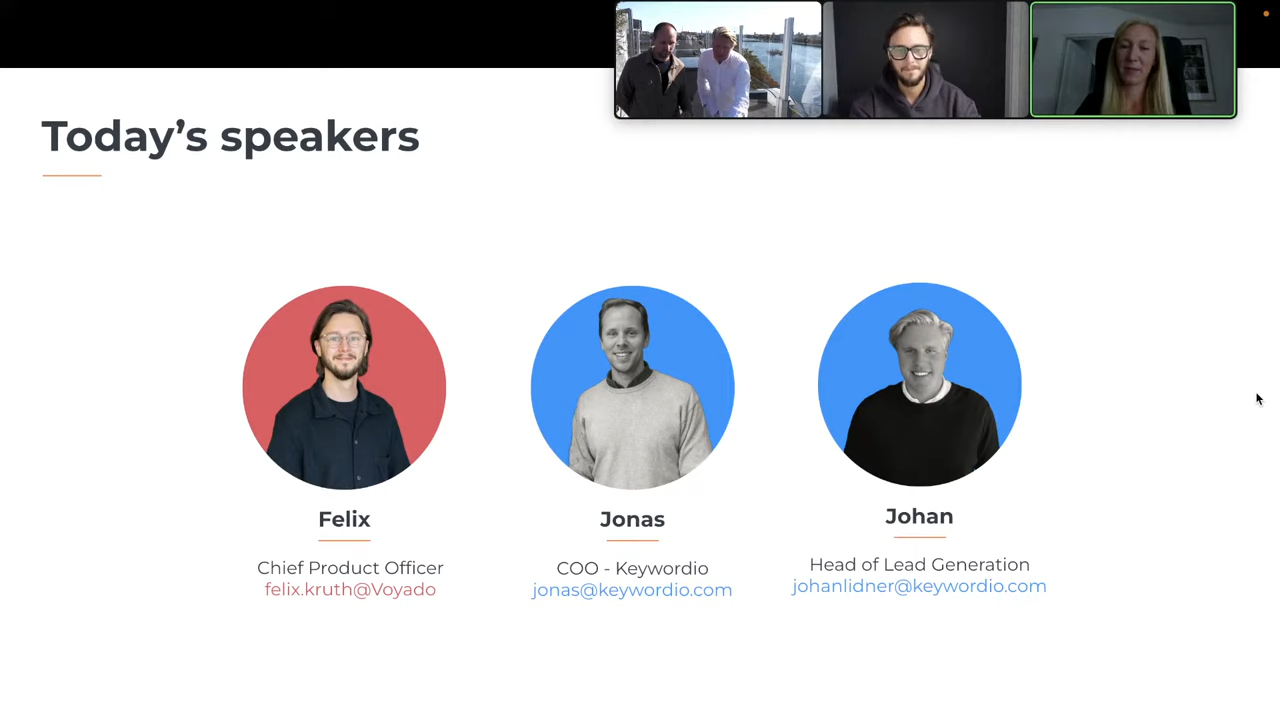 Today's speakers
Felix
Chief Product Officer
felix.kruth@Voyado
Jonas
COO - Keywordio
jonas@keywordio.com
Johan
Head of Lead Generation
johanlidner@keywordio.com